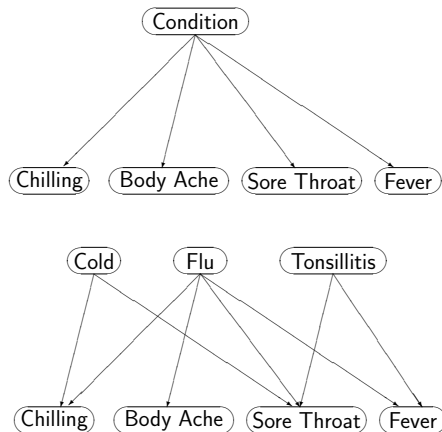 Condition
Chilling Body Ache Sore Throat Fever
Cold Flu Tonsillitis
Chilling Body Ache Sore Throat Fever